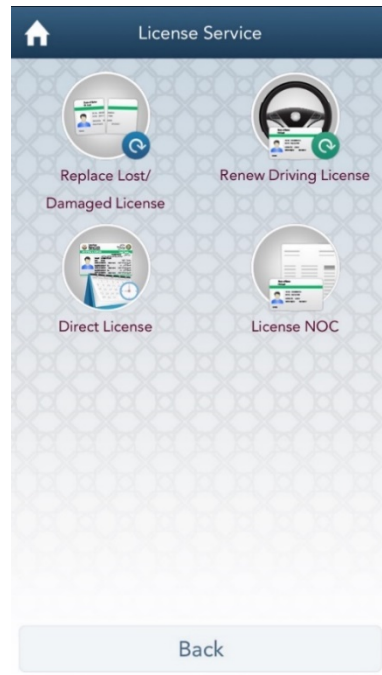 License Service
Replace Lost/
Damaged License
Renew Driving License
Direct License
License NOC
Back